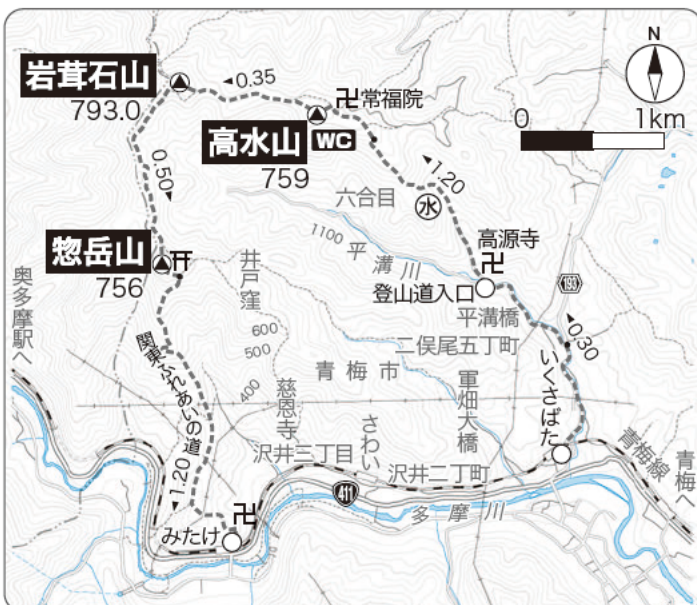 岩茸石山
793.0
◀0.35
卍常福院
N
0
1km
高水山
WC
759
0.50▶
◀1.20
六合目
水
惣岳山
756
井戸窪
1100
平溝川
高源寺
卍
登山道入口
193
平溝橋
奥多摩駅へ
600
500
400
二俣尾五丁町
◀0.30
青梅市
関東ふれあいの道
慈恩寺
軍畑大橋
いくさばた
さわい
沢井三丁目
沢井二丁町
青梅線
青梅へ
◀1.20
411
多摩川
卍
みたけ